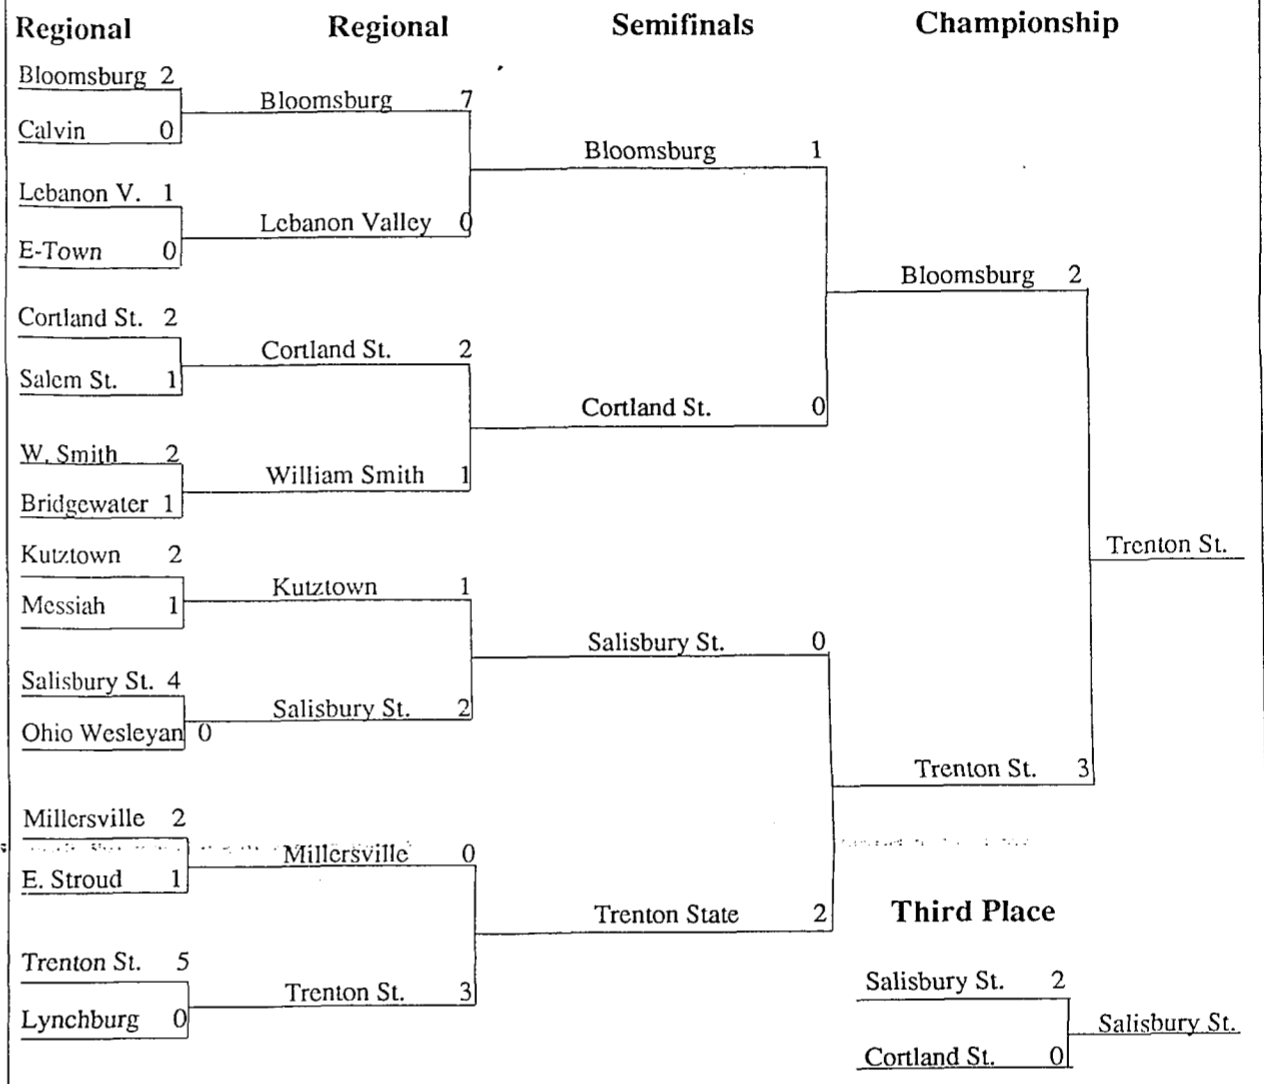 Regional Regional Semifinals Championship
Bloomsburg 2
Calvin 0
Lebanon V. 1
E-Town 0
Cortland St. 2
Salem St. 1
W. Smith 2
Bridgewater 1
Kutztown 2
Messiah 1
Salisbury St. 4
Ohio Wesleyan 0
Millersville 2
E. Stroud 1
Trenton St. 5
Lynchburg 0
Bloomsburg 7
Lebanon Valley 0
Cortland St. 2
William Smith 1
Kutztown 1
Salisbury St. 2
Millersville 0
Trenton St. 3
Bloomsburg 1
Cortland St. 0
Salisbury St. 0
Trenton State 2
Bloomsburg 2
Trenton St. 3
Trenton St.
Third Place
Salisbury St. 2
Cortland St. 0
Salisbury St.